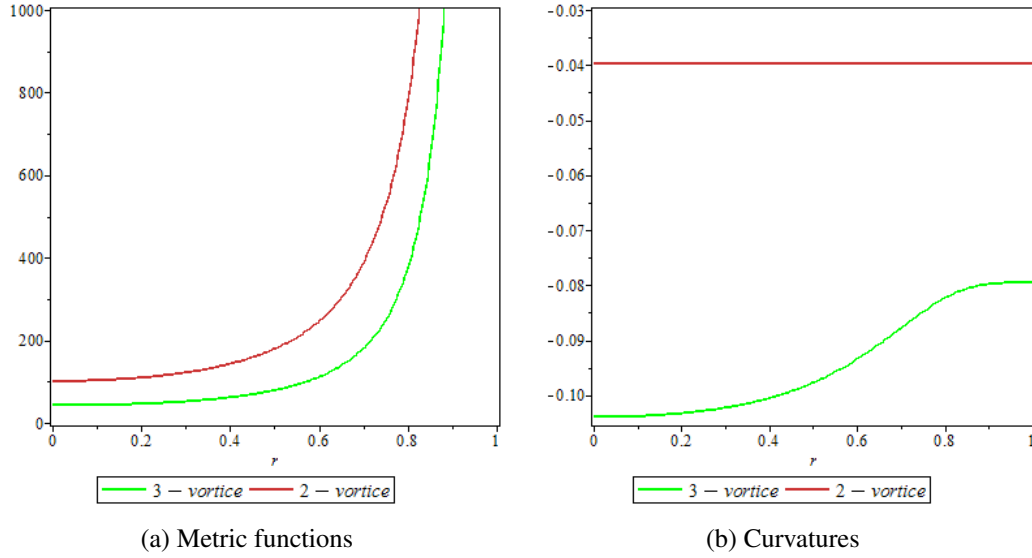 1000
800
600
400
200
0
0 0.2 0.4 0.6 0.8 1
r
3 − vortice 2 − vortice
(a) Metric functions
−0.03
−0.04
−0.05
−0.06
−0.07
−0.08
−0.09
−0.10
0 0.2 0.4 0.6 0.8 1
r
3 − vortice 2 − vortice
(b) Curvatures